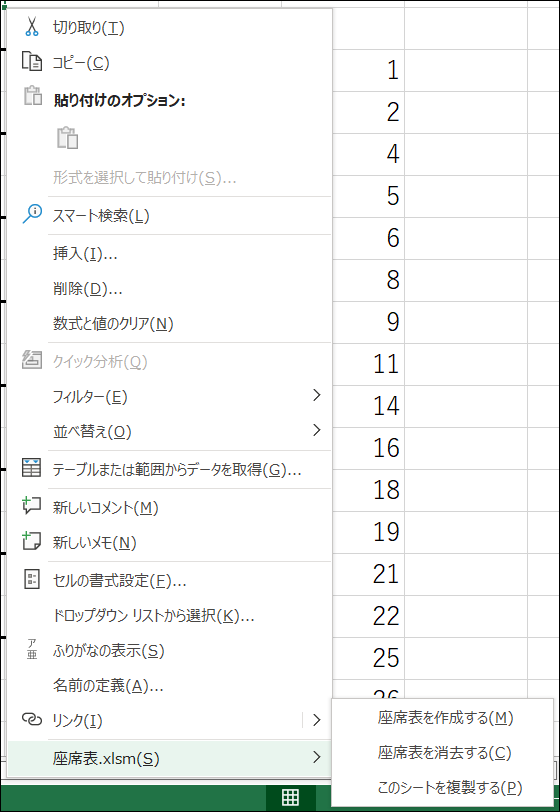 切り取り(T)
コピー(C)
貼り付けのオプション:
形式を選択して貼り付け(S)...
スマート検索(L)
挿入(I)...
削除(D)...
数式と値のクリア(N)
クイック分析(Q)
フィルター(E)
並べ替え(O)
テーブルまたは範囲からデータを取得(G)...
新しいコメント(M)
新しいメモ(N)
セルの書式設定(F)...
ドロップダウン リストから選択(K)...
ア
亜
ふりがなの表示(S)
名前の定義(A)...
リンク(I)
座席表.xlsm(S)
座席表を作成する(M)
座席表を消去する(C)
このシートを複製する(P)
1
2
4
5
6
8
9
11
14
16
18
19
21
22
25